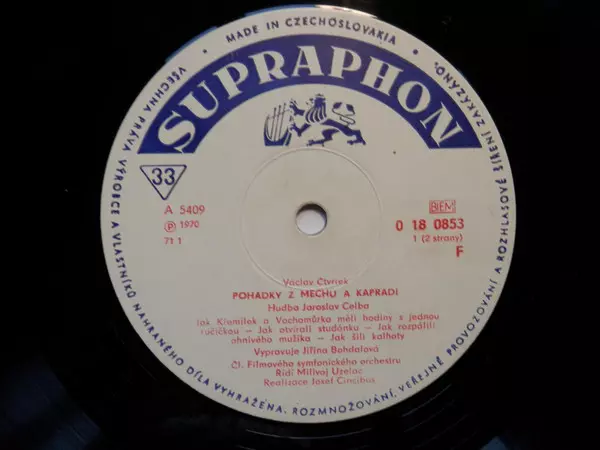 MADE IN CZECHOSLOVAKIA
SUPRAPHON
33
A 5409
Ⓟ 1970
71 1
BIEM
0 18 0853
1 (2 strany)
F
Václav Čtvrtek
POHÁDKY Z MECHU A KAPRADÍ
Hudba Jaroslav Celba
Jak Křemílek a Vochomůrka měli hodiny s jednou
ručičkou — Jak otvírali studánku — Jak rozpálili
ohnivého mužíka — Jak šili kalhoty
Vypravuje Jiřina Bohdalová
Čl. Filmového symfonického orchestru
Řídí Milivoj Uzelac
Realizace Josef Cincibus
VŠECHNA PRÁVA VÝROBCE A VLASTNÍKŮ NAHRANÉHO DÍLA VYHRAŽENA. ROZMNOŽOVÁNÍ, VEŘEJNÉ PROVOZOVÁNÍ A ROZHLASOVÉ ŠÍŘENÍ ZAKÁZÁNO.